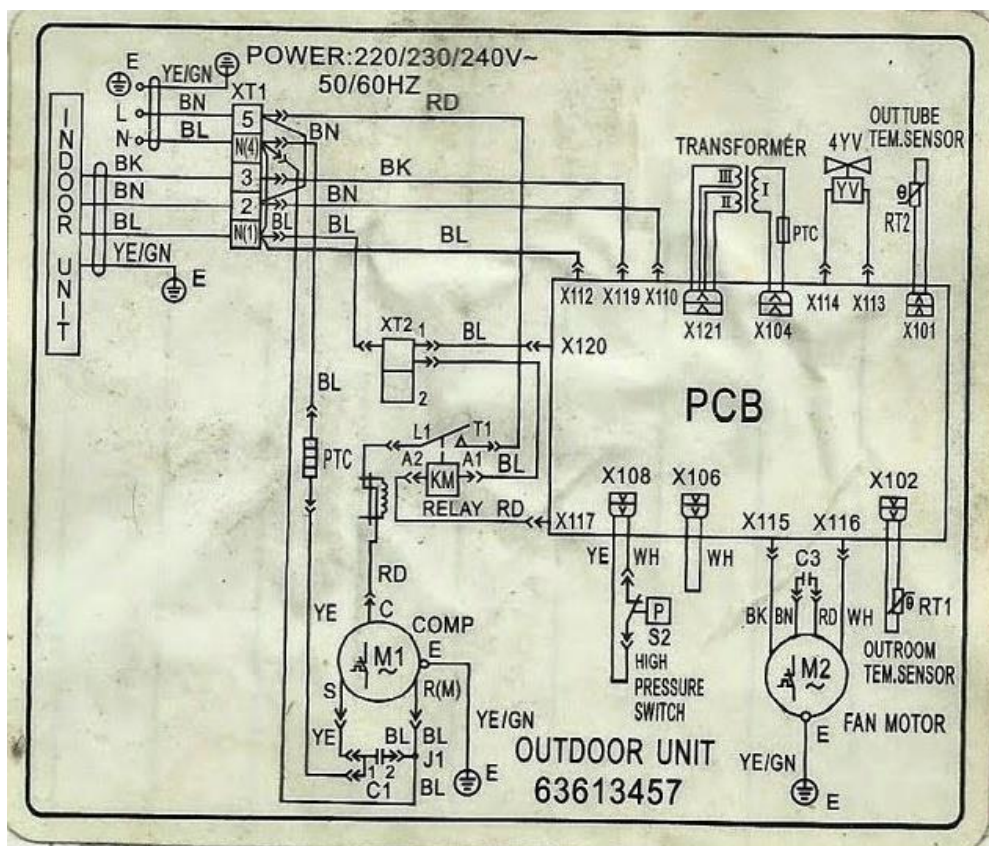 POWER:220/230/240V~
50/60HZ
E
YE/GN
XT1
L
BN
5
RD
N
BL
N(4)
BN
INDOOR UNIT
BK
3
BK
BN
2
BN
BL
N(1)
BL
BL
BL
YE/GN
E
TRANSFORMER
III
II
I
PTC
4YV
YV
OUTTUBE
TEM.SENSOR
θ
RT2
X112
X119
X110
X121
X104
X114
X113
X101
XT2
1
BL
X120
2
PCB
BL
PTC
L1
T1
A2
A1
KM
BL
RELAY
RD
X117
X108
X106
X102
X115
X116
YE
WH
WH
C3
P
S2
HIGH
PRESSURE
SWITCH
BK
BN
RD
WH
θ
RT1
OUTROOM
TEM.SENSOR
RD
YE
C
COMP
M1
~
E
S
R(M)
YE
BL
BL
J1
1
2
C1
BL
YE/GN
E
M2
~
FAN MOTOR
E
YE/GN
E
OUTDOOR UNIT
63613457